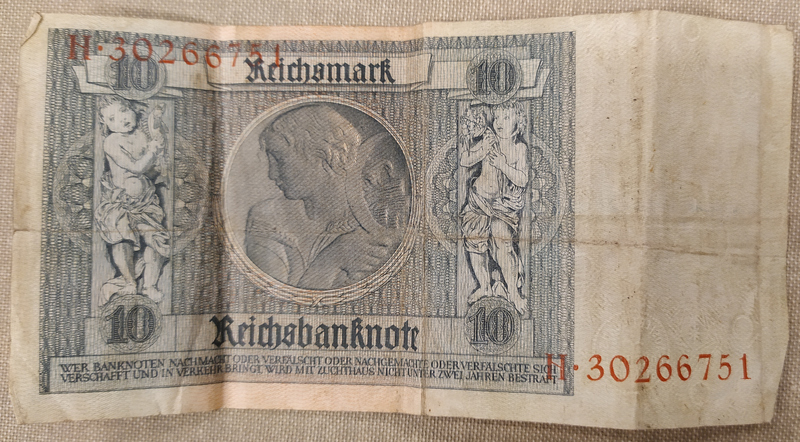 H·30266751
10 Reichsmark 10
10 Reichsbanknote 10
WER BANKNOTEN NACHMACHT ODER VERFÄLSCHT ODER NACHGEMACHTE ODER VERFÄLSCHTE SICH
VERSCHAFFT UND IN VERKEHR BRINGT, WIRD MIT ZUCHTHAUS NICHT UNTER ZWEI JAHREN BESTRAFT
H·30266751